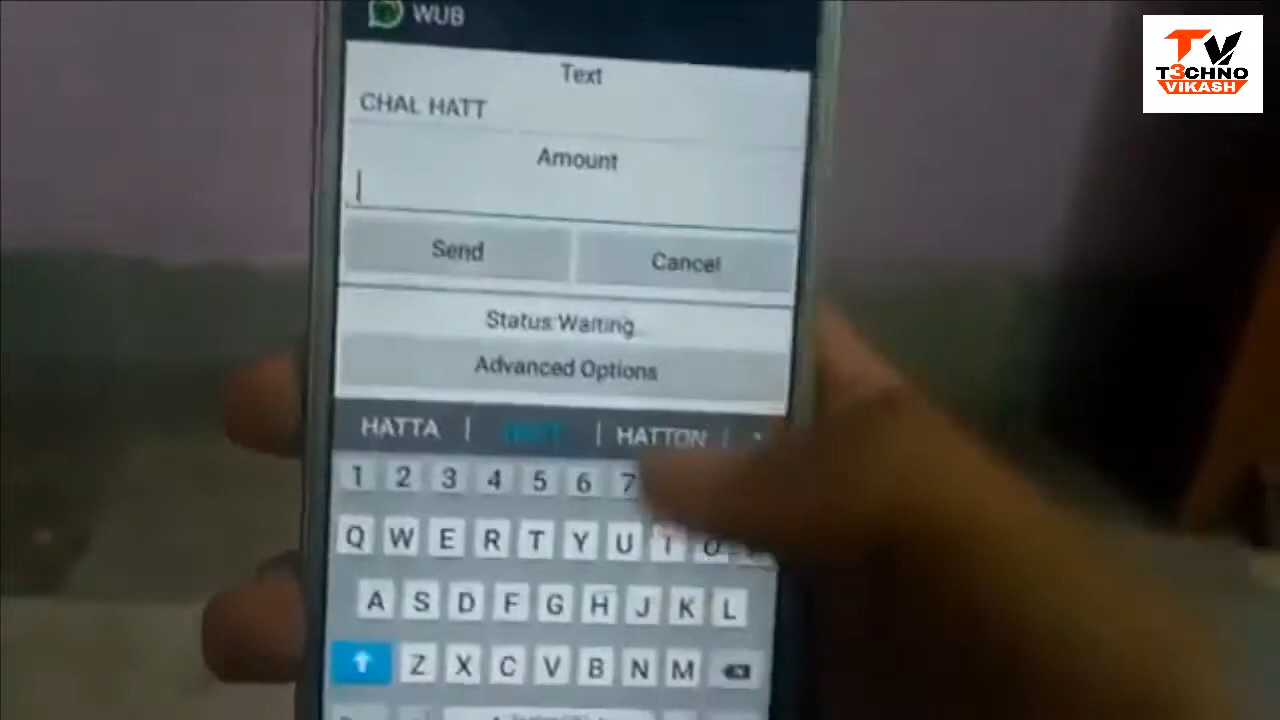 WUB
Text
CHAL HATT
Amount
Send Cancel
Status:Waiting..
Advanced Options
HATTA | | HATTON |
1 2 3 4 5 6 7
Q W E R T Y U I O
A S D F G H J K L
Z X C V B N M
TV
T3CHNO
VIKASH